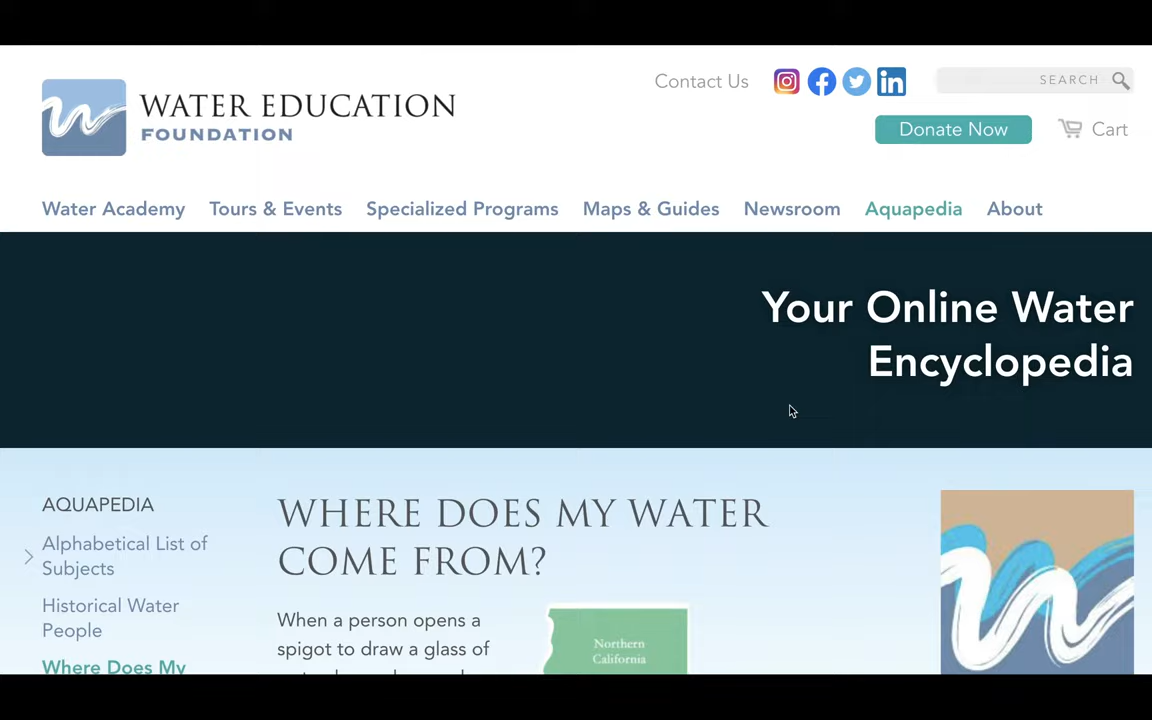 Contact Us
SEARCH
WATER EDUCATION
FOUNDATION
Donate Now
Cart
Water Academy
Tours & Events
Specialized Programs
Maps & Guides
Newsroom
Aquapedia
About
Your Online Water
Encyclopedia
AQUAPEDIA
Alphabetical List of
Subjects
Historical Water
People
Where Does My
WHERE DOES MY WATER
COME FROM?
When a person opens a
spigot to draw a glass of
Northern
California